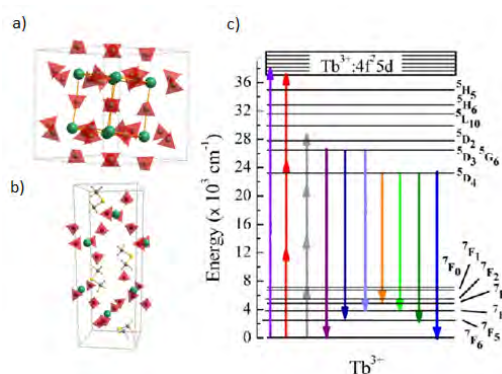 a)
b)
c)
Energy (x 10³ cm⁻¹)
36
32
28
24
20
16
12
8
4
0
Tb³⁺:4f⁷5d
⁵H₅
⁵H₆
⁵L₁₀
⁵D₂
⁵D₃ ⁵G₆
⁵D₄
⁷F₁
⁷F₀
⁷F₂
⁷F₅
⁷F₆
Tb³⁺